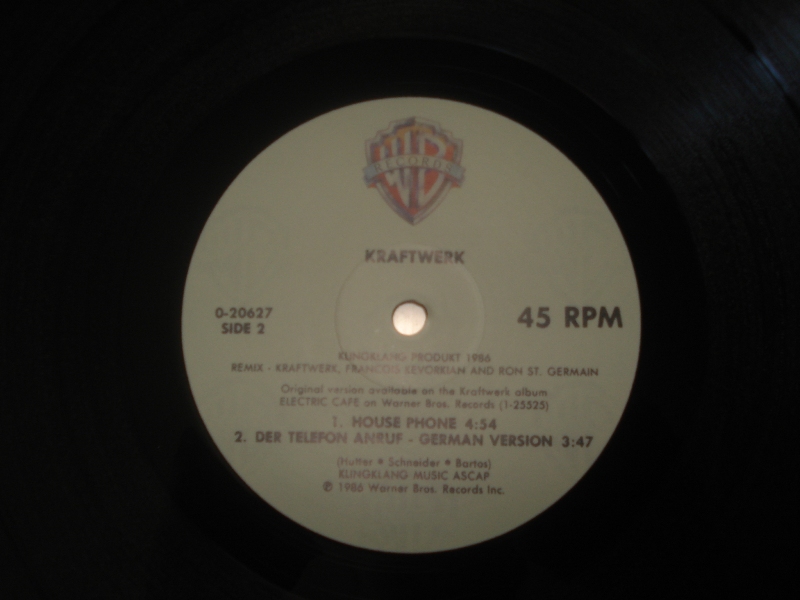 WB
RECORDS
KRAFTWERK
0-20627
SIDE 2
45 RPM
KLINGKLANG PRODUKT 1986
REMIX - KRAFTWERK, FRANCOIS KEVORKIAN AND RON ST. GERMAIN
Original version available on the Kraftwerk album
ELECTRIC CAFE on Warner Bros. Records (1-25525)
1. HOUSE PHONE 4:54
2. DER TELEFON ANRUF - GERMAN VERSION 3:47
(Hutter * Schneider * Bartos)
KLINGKLANG MUSIC ASCAP
℗ 1986 Warner Bros. Records Inc.